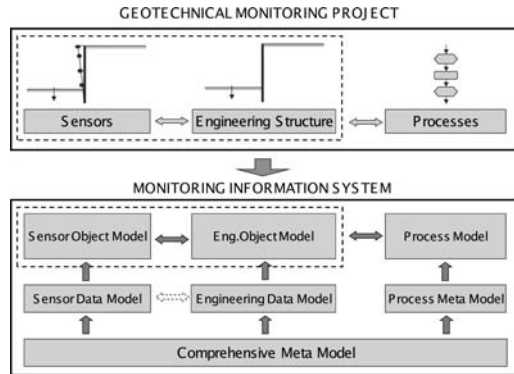 GEOTECHNICAL MONITORING PROJECT
Sensors Engineering Structure Processes
MONITORING INFORMATION SYSTEM
Sensor Object Model Eng.Object Model Process Model
Sensor Data Model Engineering Data Model Process Meta Model
Comprehensive Meta Model